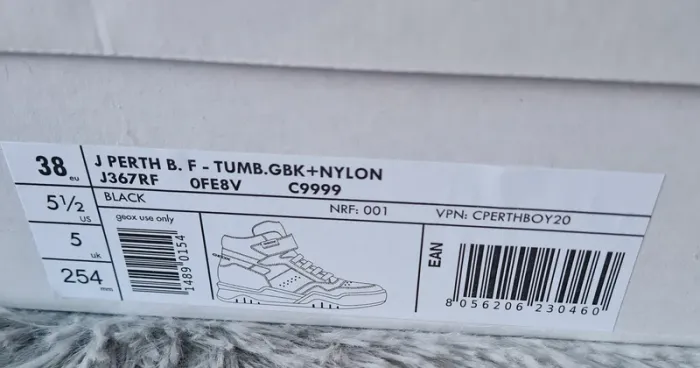 38 eu
J PERTH B. F - TUMB.GBK+NYLON
J367RF 0FE8V C9999
5½ US
BLACK
NRF: 001 VPN: CPERTHBOY20
5 uk
geox use only
1489 0154
254 mm
EAN
8 056206 230460